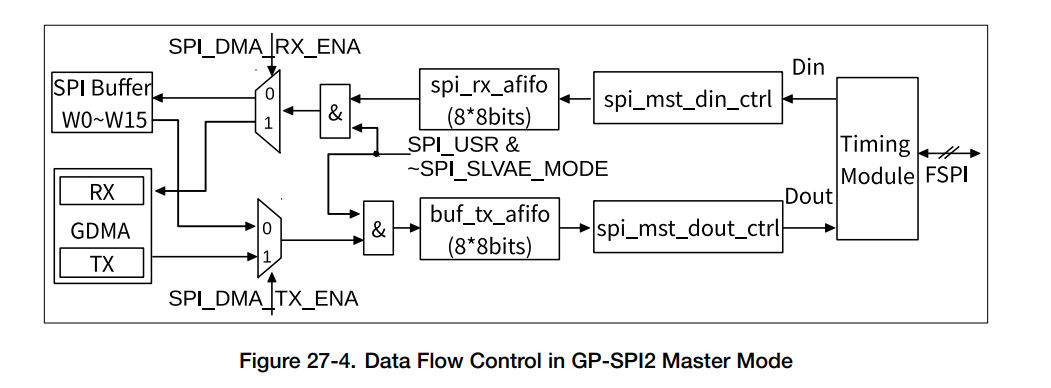 SPI_DMA_RX_ENA
SPI Buffer
W0~W15
0
1
&
spi_rx_afifo
(8*8bits)
spi_mst_din_ctrl
Din
Timing
Module
FSPI
SPI_USR &
~SPI_SLVAE_MODE
RX
GDMA
TX
0
1
&
buf_tx_afifo
(8*8bits)
spi_mst_dout_ctrl
Dout
SPI_DMA_TX_ENA
Figure 27-4. Data Flow Control in GP-SPI2 Master Mode